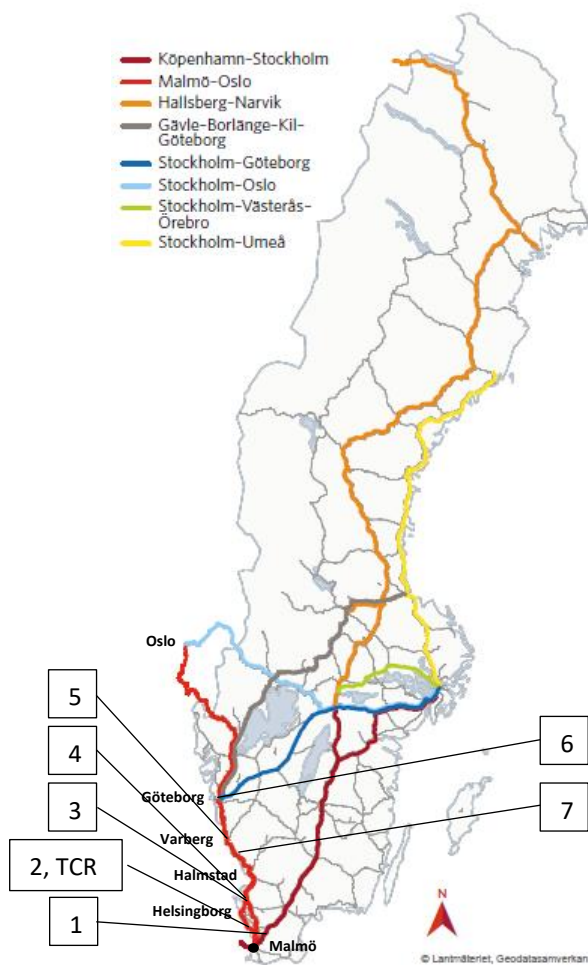 Köpenhamn–Stockholm
Malmö–Oslo
Hallsberg–Narvik
Gävle–Borlänge–Kil–
Göteborg
Stockholm–Göteborg
Stockholm–Oslo
Stockholm–Västerås–
Örebro
Stockholm–Umeå
Oslo
5
6
4
Göteborg
3
7
Varberg
2, TCR
Halmstad
Helsingborg
1
N
Malmö
© Lantmäteriet, Geodatasamverkan